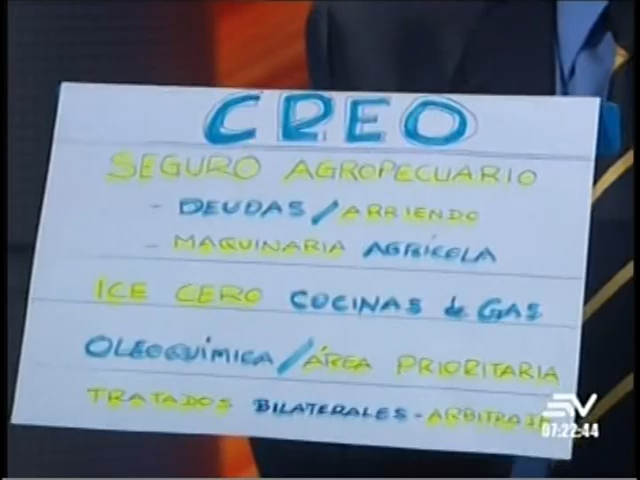 CREO
SEGURO AGROPECUARIO
- DEUDAS / ARRIENDO
- MAQUINARIA AGRÍCOLA
ICE CERO COCINAS de GAS
OLEOQUÍMICA / ÁREA PRIORITARIA
TRATADOS BILATERALES -
07:22:44